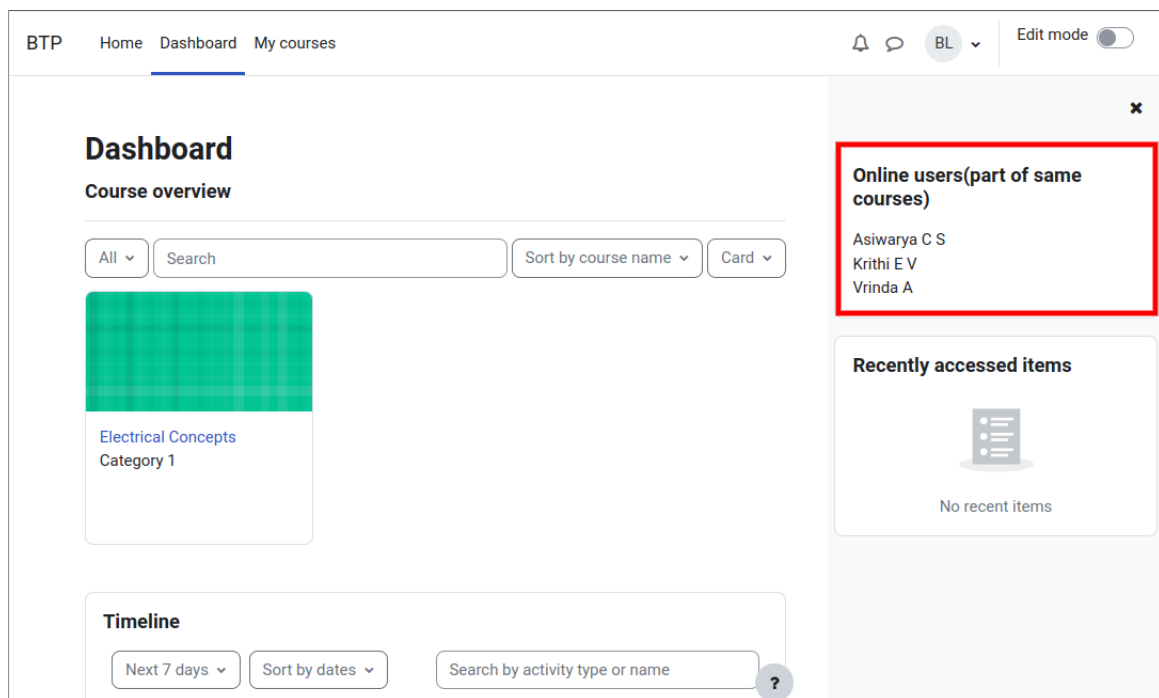 BTP Home Dashboard My courses BL Edit mode
Dashboard
Course overview
All Search Sort by course name Card
Electrical Concepts
Category 1
Timeline
Next 7 days Sort by dates Search by activity type or name ?
Online users(part of same
courses)
Asiwarya C S
Krithi E V
Vrinda A
Recently accessed items
No recent items